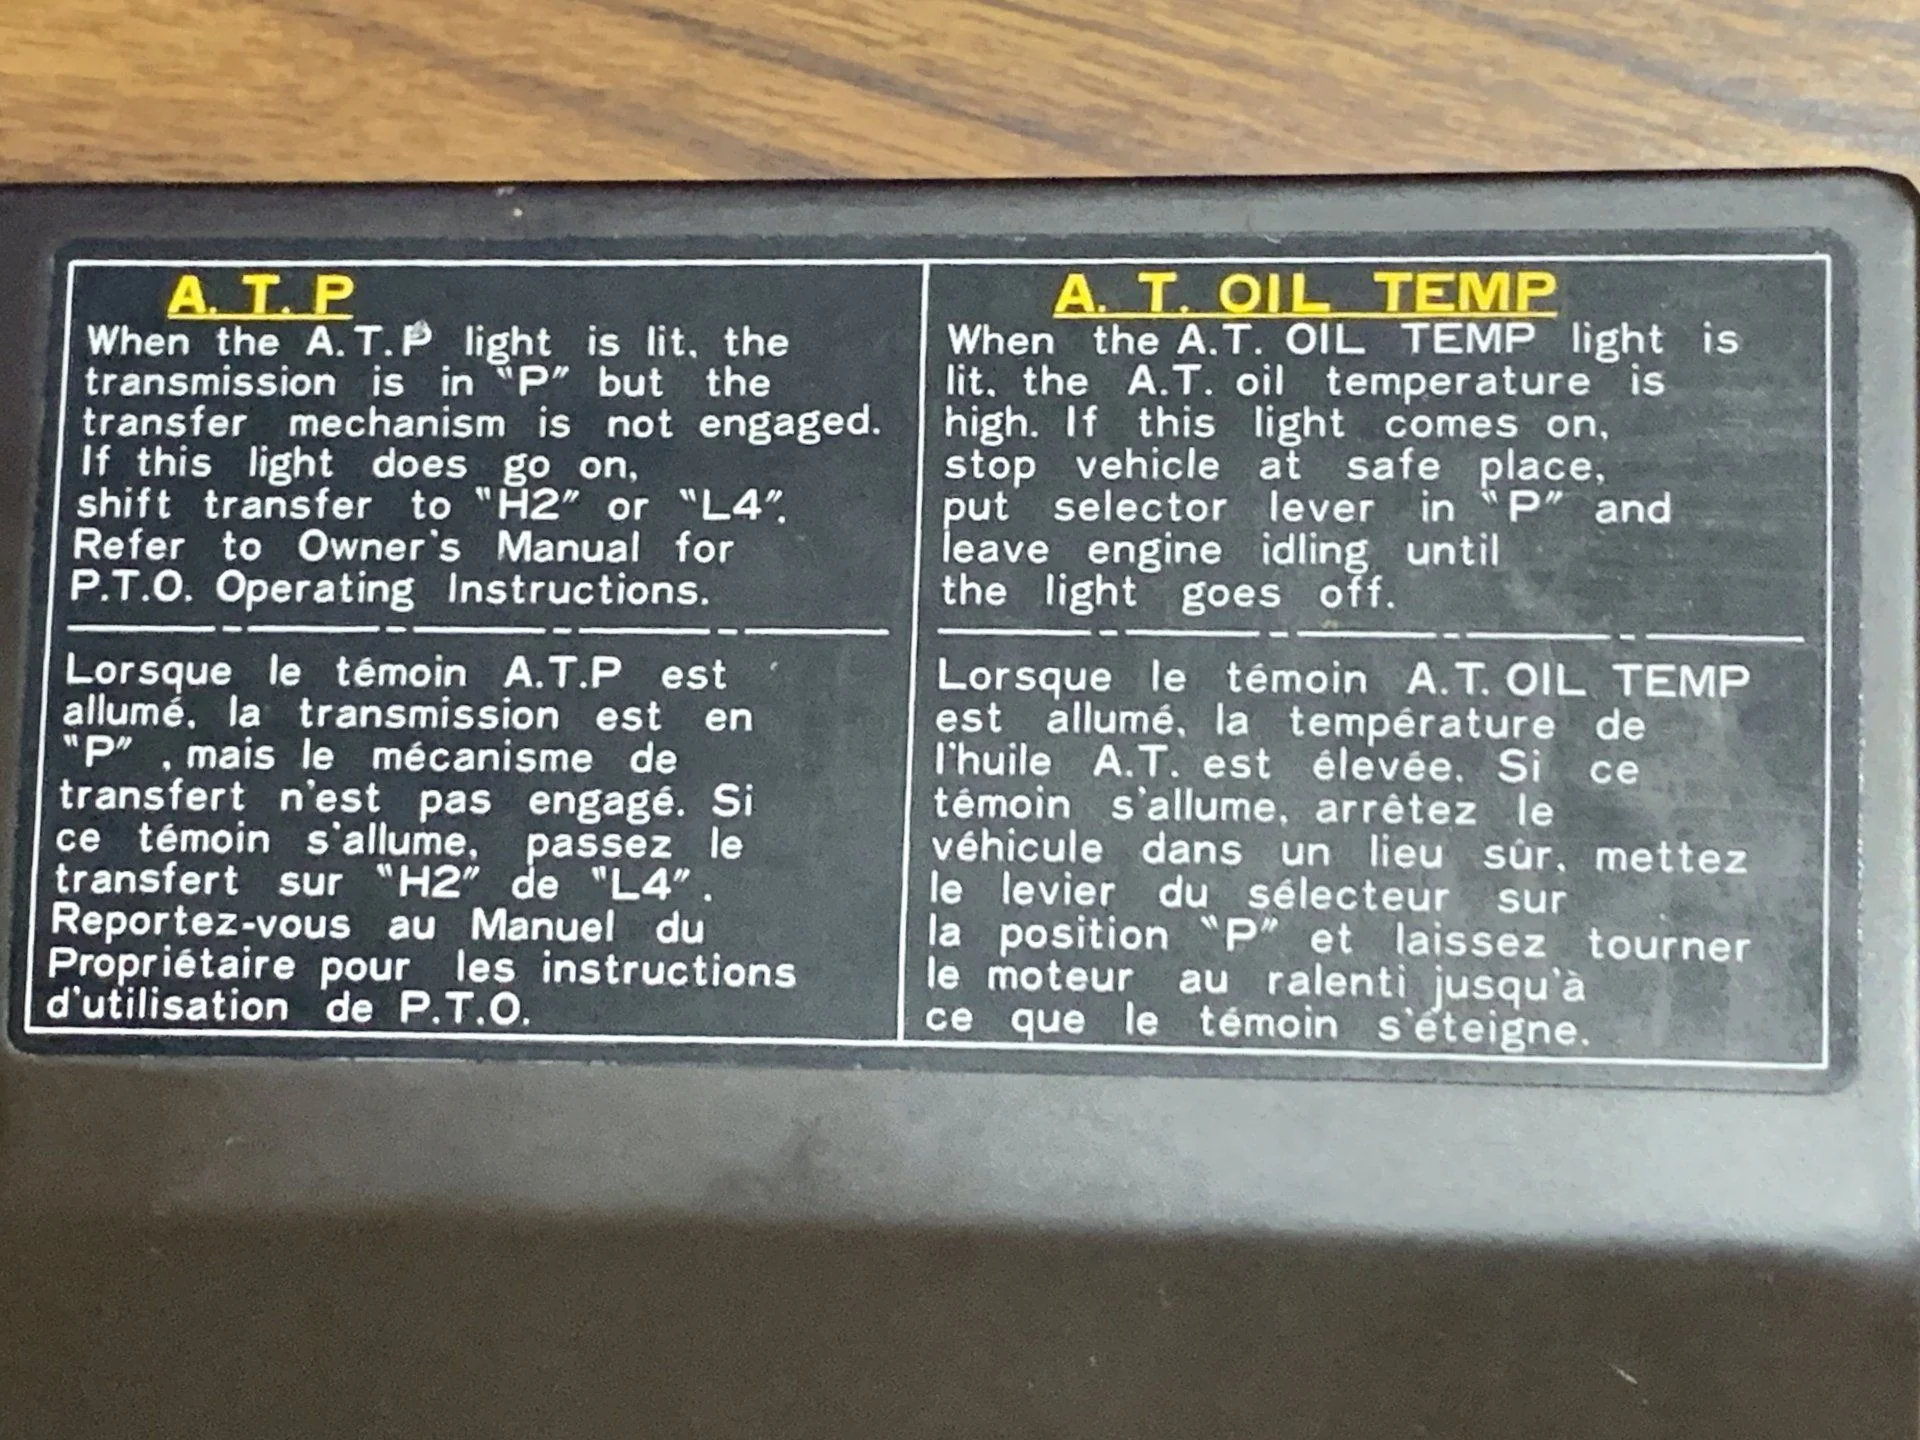 A. T. P
When the A.T.P light is lit, the
transmission is in "P" but the
transfer mechanism is not engaged.
If this light does go on,
shift transfer to "H2" or "L4".
Refer to Owner's Manual for
P.T.O. Operating Instructions.
Lorsque le témoin A.T.P est
allumé, la transmission est en
"P" , mais le mécanisme de
transfert n'est pas engagé. Si
ce témoin s'allume, passez le
transfert sur "H2" de "L4".
Reportez-vous au Manuel du
Propriétaire pour les instructions
d'utilisation de P.T.O.
A. T. OIL TEMP
When the A.T. OIL TEMP light is
lit, the A.T. oil temperature is
high. If this light comes on,
stop vehicle at safe place,
put selector lever in "P" and
leave engine idling until
the light goes off.
Lorsque le témoin A.T. OIL TEMP
est allumé, la température de
l'huile A.T. est élevée. Si ce
témoin s'allume, arrêtez le
véhicule dans un lieu sûr, mettez
le levier du sélecteur sur
la position "P" et laissez tourner
le moteur au ralenti jusqu'à
ce que le témoin s'éteigne.